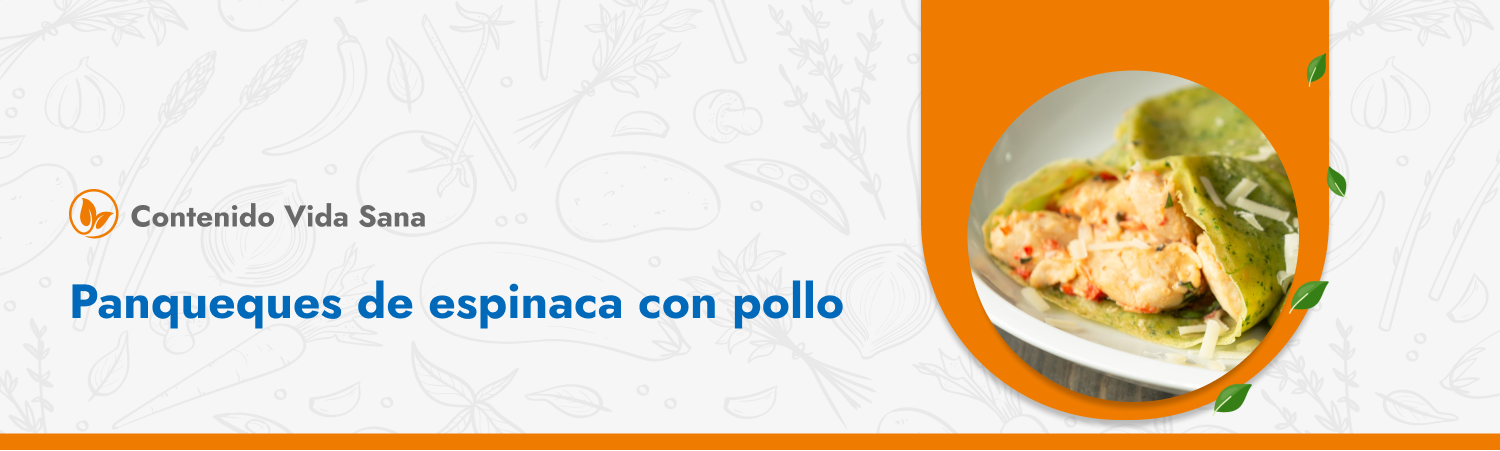 Contenido Vida Sana
Panqueques de espinaca con pollo